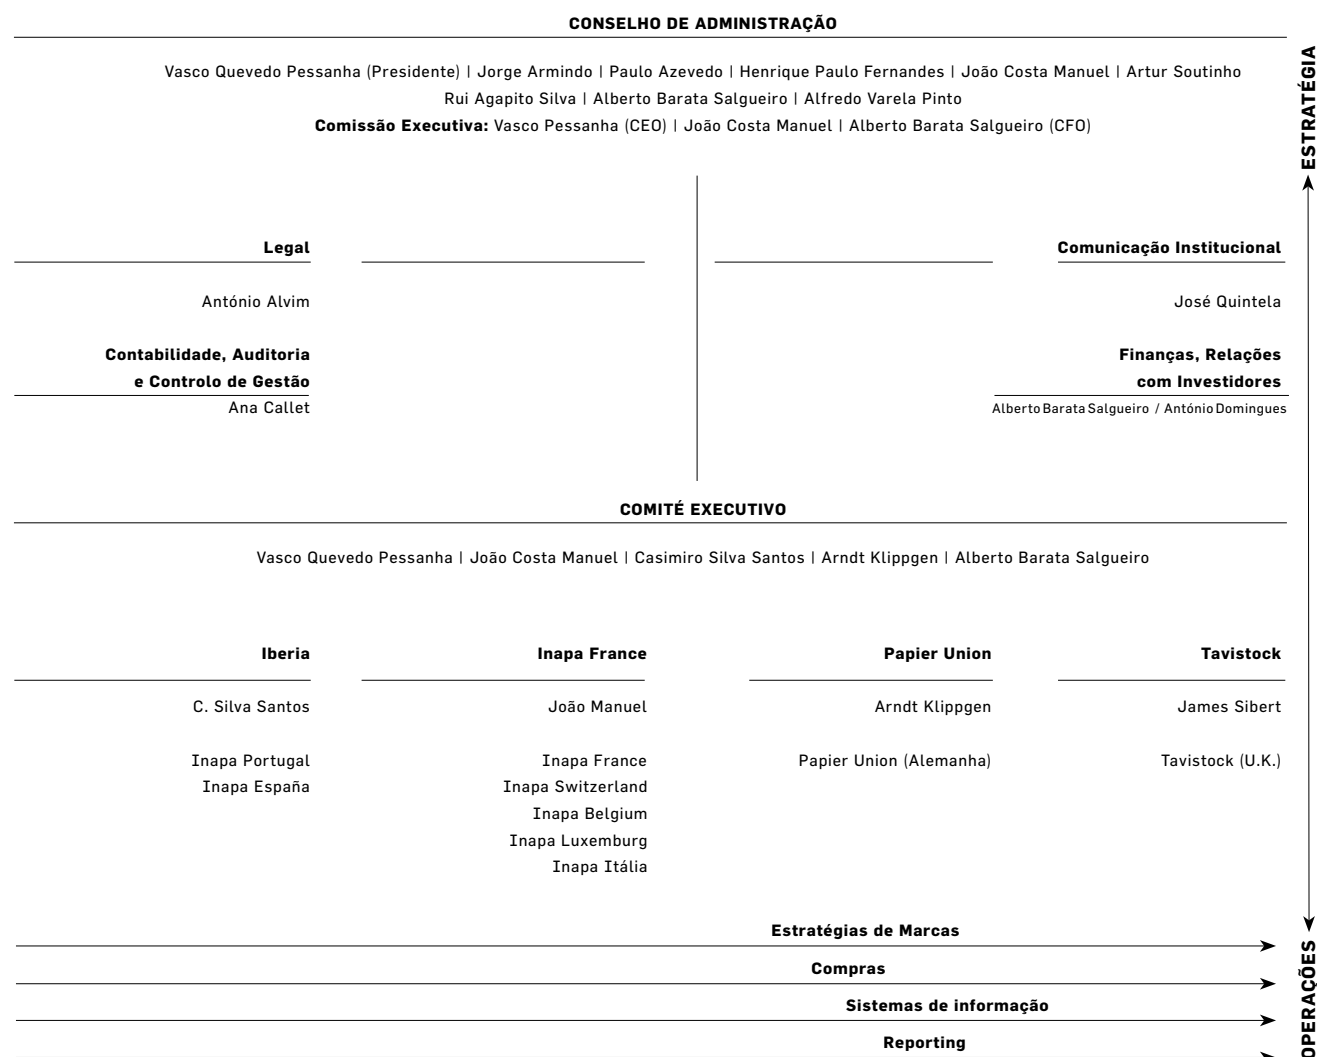 CONSELHO DE ADMINISTRAÇÃO
Vasco Quevedo Pessanha (Presidente) | Jorge Armindo | Paulo Azevedo | Henrique Paulo Fernandes | João Costa Manuel | Artur Soutinho
Rui Agapito Silva | Alberto Barata Salgueiro | Alfredo Varela Pinto
Comissão Executiva: Vasco Pessanha (CEO) | João Costa Manuel | Alberto Barata Salgueiro (CFO)
ESTRATÉGIA
Legal
António Alvim
Contabilidade, Auditoria
e Controlo de Gestão
Ana Callet
Comunicação Institucional
José Quintela
Finanças, Relações
com Investidores
Alberto Barata Salgueiro / António Domingues
COMITÉ EXECUTIVO
Vasco Quevedo Pessanha | João Costa Manuel | Casimiro Silva Santos | Arndt Klippgen | Alberto Barata Salgueiro
Iberia
C. Silva Santos
Inapa Portugal
Inapa España
Inapa France
João Manuel
Inapa France
Inapa Switzerland
Inapa Belgium
Inapa Luxemburg
Inapa Itália
Papier Union
Arndt Klippgen
Papier Union (Alemanha)
Tavistock
James Sibert
Tavistock (U.K.)
Estratégias de Marcas
Compras
Sistemas de informação
Reporting
OPERAÇÕES